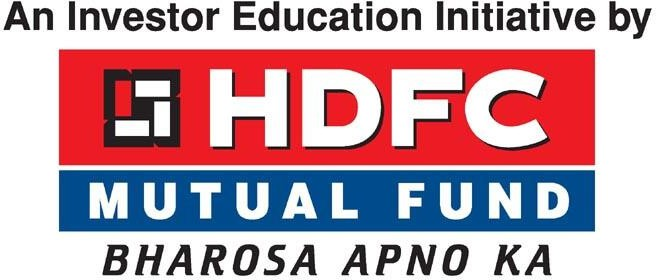 An Investor Education Initiative by
HDFC
MUTUAL FUND
BHAROSA APNO KA